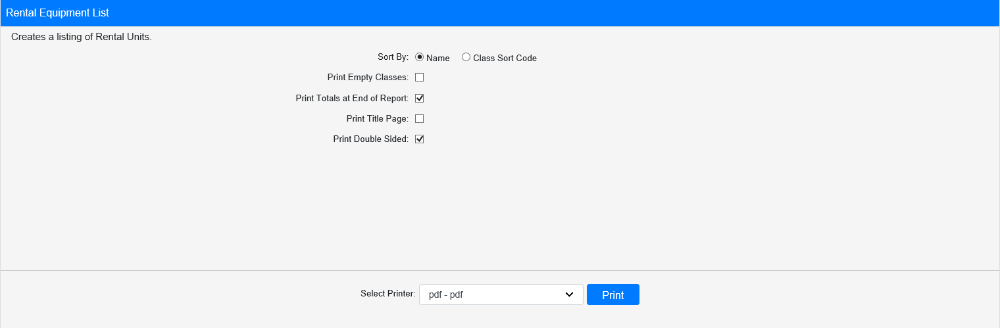 Rental Equipment List
Creates a listing of Rental Units.
Sort By: Name Class Sort Code
Print Empty Classes:
Print Totals at End of Report:
Print Title Page:
Print Double Sided:
Select Printer: pdf - pdf Print